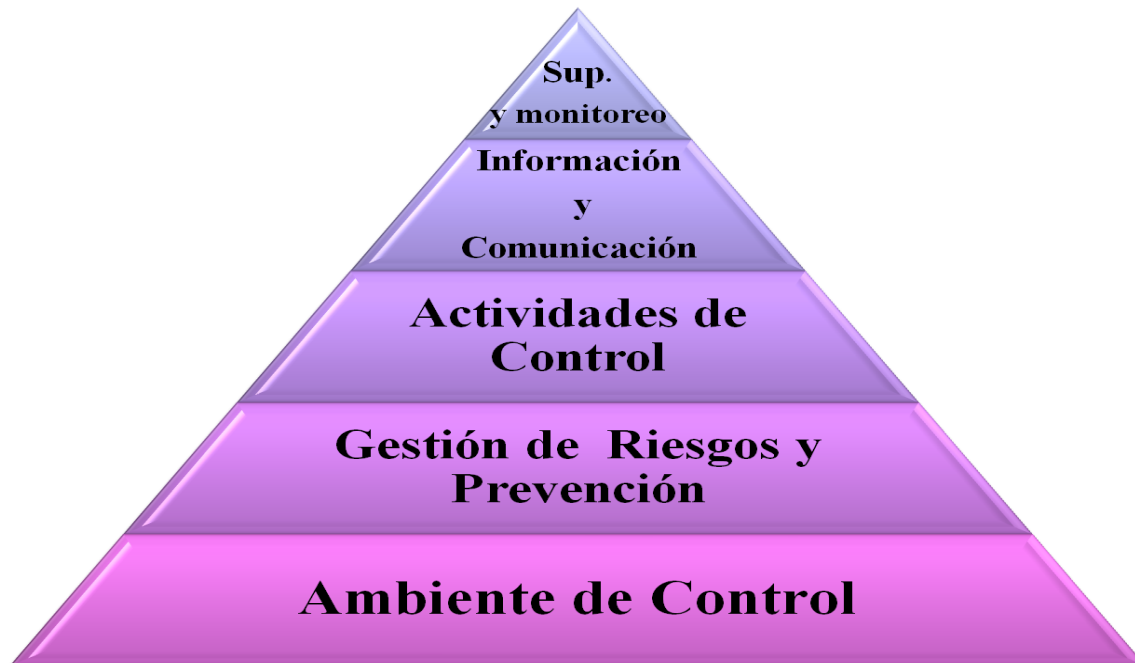 Sup.
y monitoreo
Información
y
Comunicación
Actividades de
Control
Gestión de Riesgos y
Prevención
Ambiente de Control